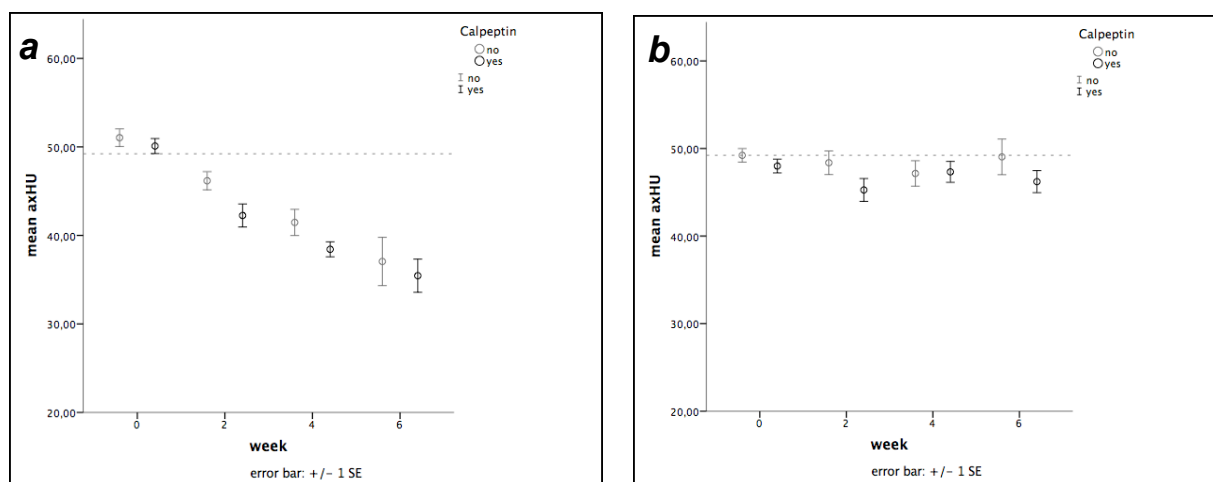 a
Calpeptin
no
yes
no
yes
60,00
50,00
40,00
30,00
20,00
mean axHU
0 2 4 6
week
error bar: +/− 1 SE
b
Calpeptin
no
yes
no
yes
60,00
50,00
40,00
30,00
20,00
mean axHU
0 2 4 6
week
error bar: +/− 1 SE